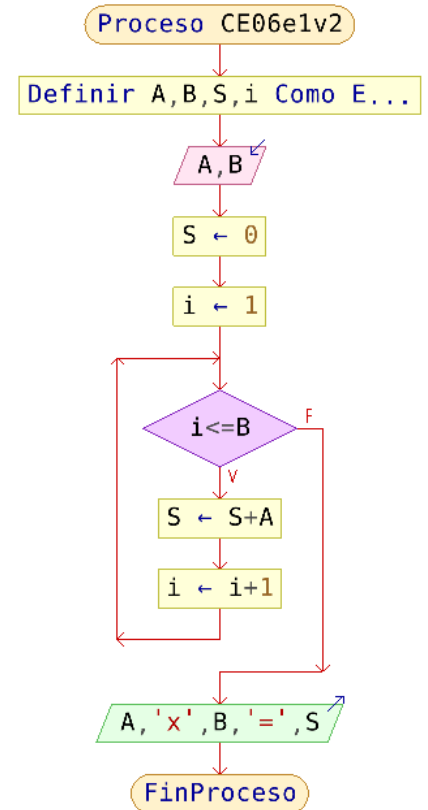 Proceso CE06e1v2
Definir A,B,S,i Como E...
A,B
S ← 0
i ← 1
i<=B
F
V
S ← S+A
i ← i+1
A,'x',B,'=',S
FinProceso